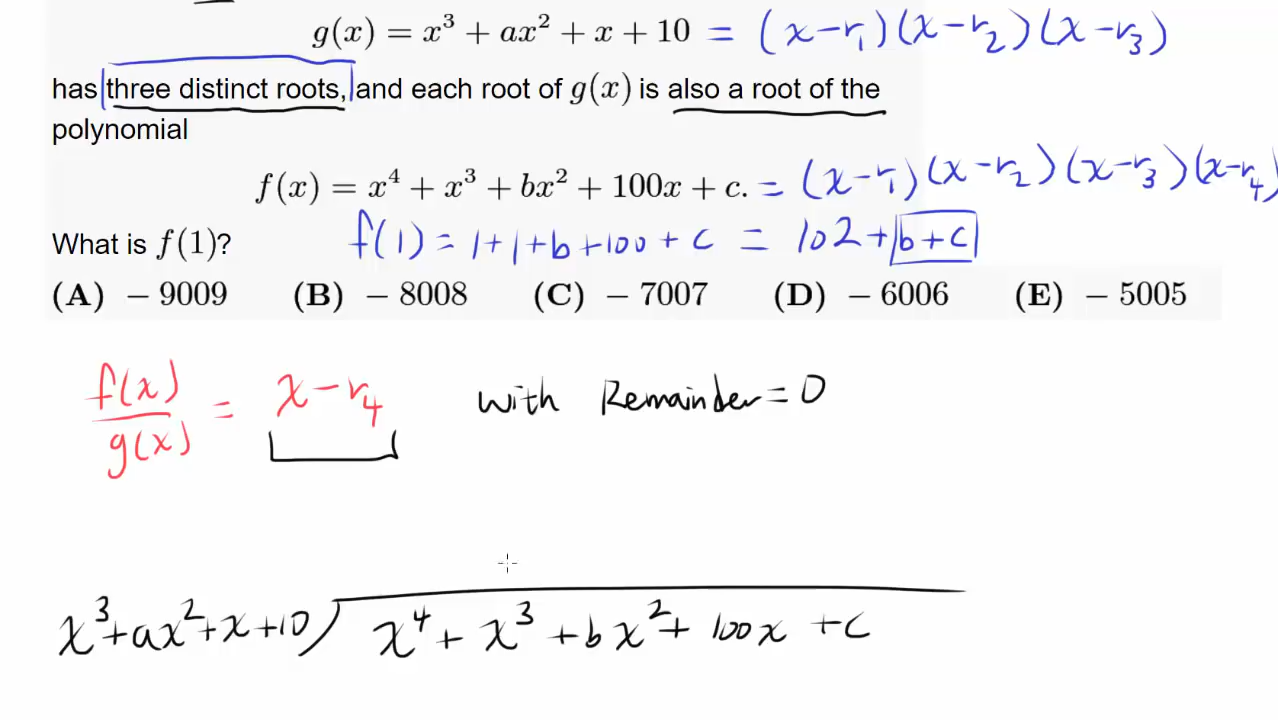 g(x) = x³ + ax² + x + 10 = (x-r₁)(x-r₂)(x-r₃)
has three distinct roots, and each root of g(x) is also a root of the
polynomial
f(x) = x⁴ + x³ + bx² + 100x + c. = (x-r₁)(x-r₂)(x-r₃)(x-r₄)
What is f(1)? f(1) = 1+1+b+100+c = 102+b+c
(A) − 9009 (B) − 8008 (C) − 7007 (D) − 6006 (E) − 5005
f(x)/g(x) = x-r₄ with Remainder=0
x³+ax²+x+10) x⁴+x³+bx²+100x+c